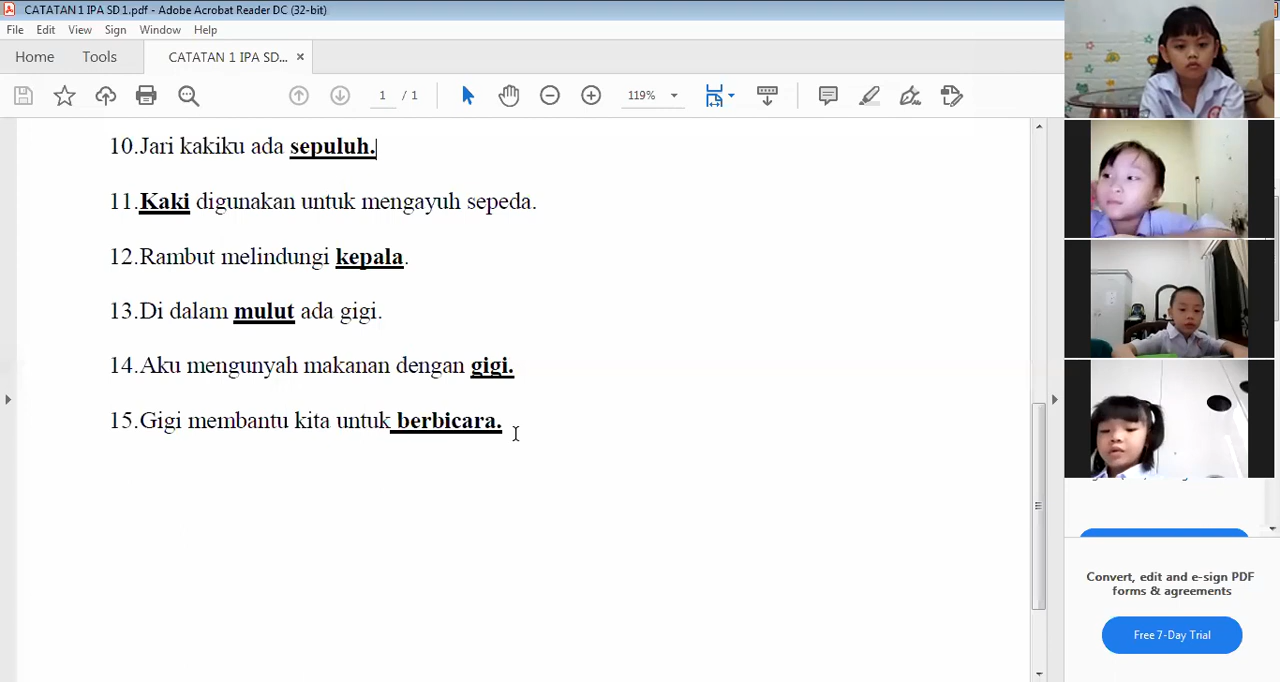 CATATAN 1 IPA SD.1.pdf - Adobe Acrobat Reader DC (32-bit)
File Edit View Sign Window Help
Home Tools CATATAN 1 IPA SD... ×
1 / 1 119%
10.Jari kakiku ada sepuluh.
11.Kaki digunakan untuk mengayuh sepeda.
12.Rambut melindungi kepala.
13.Di dalam mulut ada gigi.
14.Aku mengunyah makanan dengan gigi.
15.Gigi membantu kita untuk berbicara.
Convert, edit and e-sign PDF
forms & agreements
Free 7-Day Trial